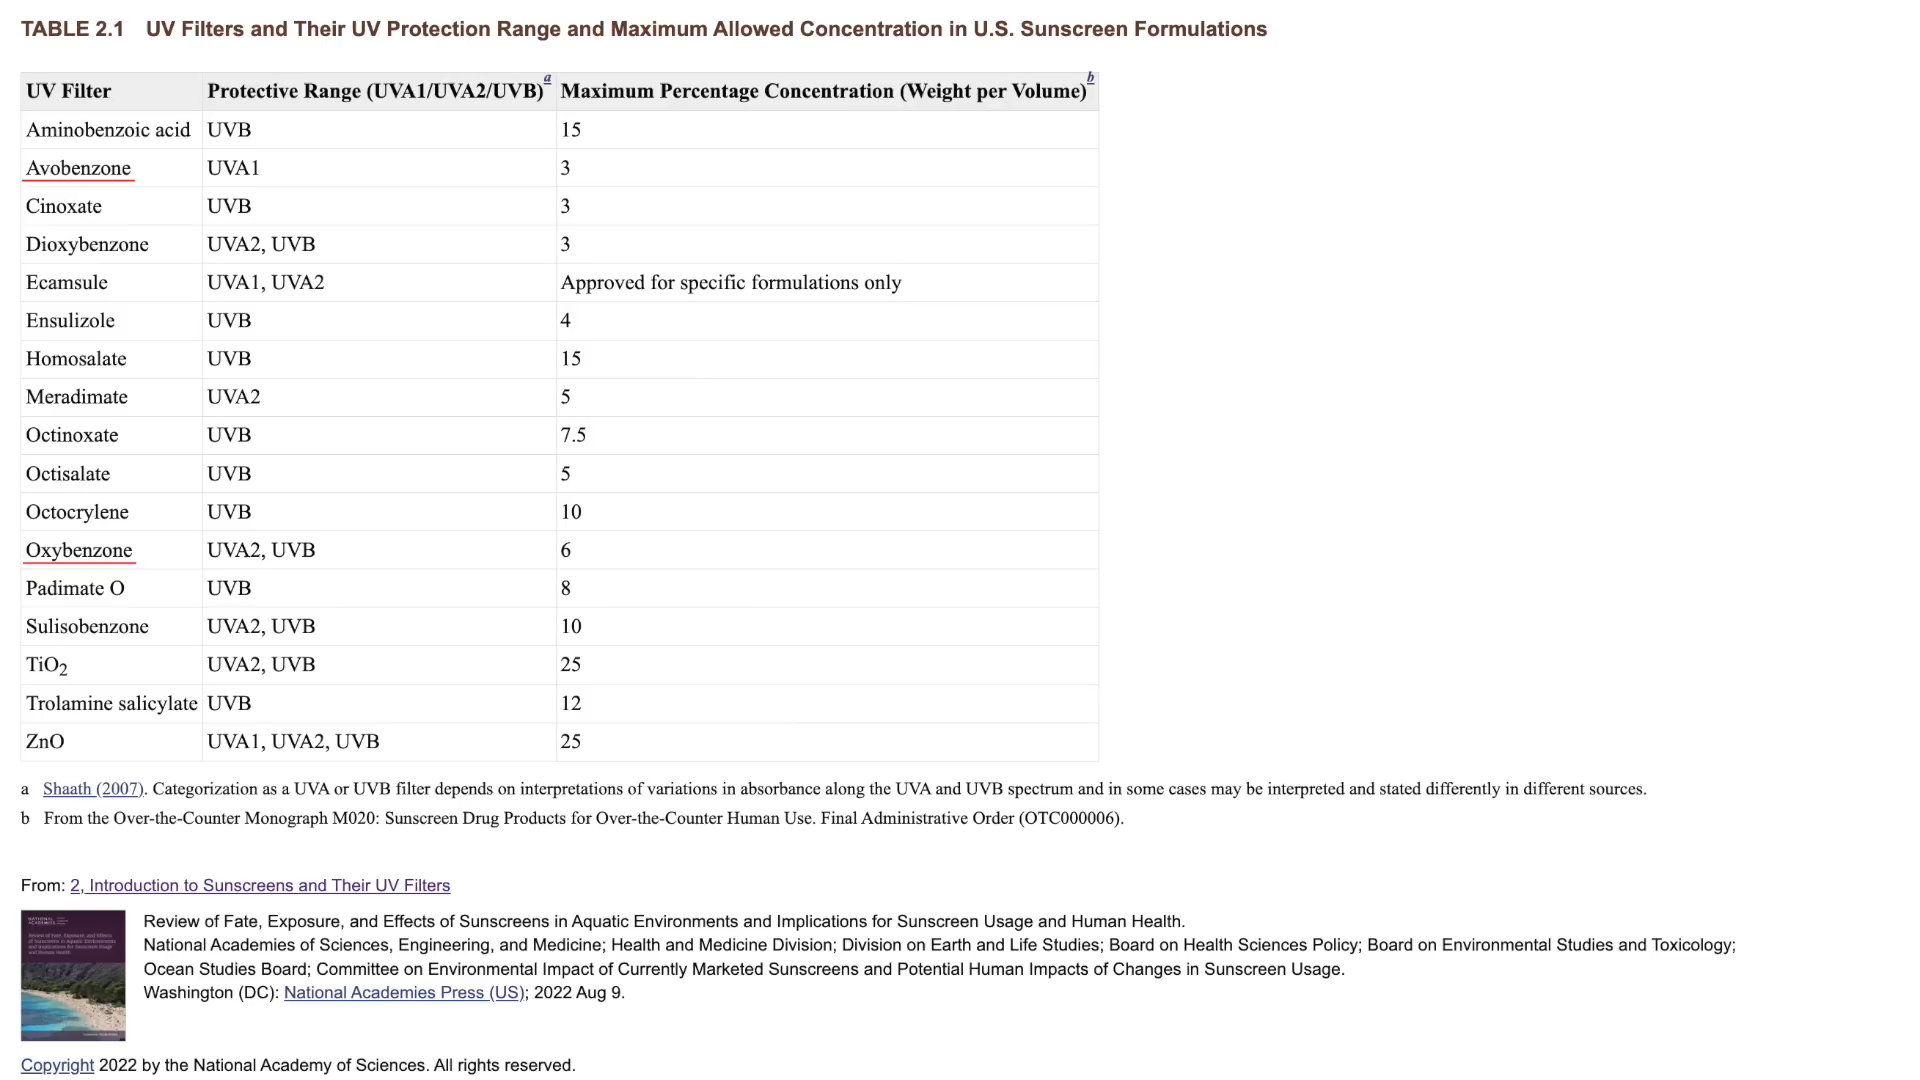 TABLE 2.1 UV Filters and Their UV Protection Range and Maximum Allowed Concentration in U.S. Sunscreen Formulations
UV Filter Protective Range (UVA1/UVA2/UVB)a Maximum Percentage Concentration (Weight per Volume)b
Aminobenzoic acid UVB 15
Avobenzone UVA1 3
Cinoxate UVB 3
Dioxybenzone UVA2, UVB 3
Ecamsule UVA1, UVA2 Approved for specific formulations only
Ensulizole UVB 4
Homosalate UVB 15
Meradimate UVA2 5
Octinoxate UVB 7.5
Octisalate UVB 5
Octocrylene UVB 10
Oxybenzone UVA2, UVB 6
Padimate O UVB 8
Sulisobenzone UVA2, UVB 10
TiO2 UVA2, UVB 25
Trolamine salicylate UVB 12
ZnO UVA1, UVA2, UVB 25
a Shaath (2007). Categorization as a UVA or UVB filter depends on interpretations of variations in absorbance along the UVA and UVB spectrum and in some cases may be interpreted and stated differently in different sources.
b From the Over-the-Counter Monograph M020: Sunscreen Drug Products for Over-the-Counter Human Use. Final Administrative Order (OTC000006).
From: 2, Introduction to Sunscreens and Their UV Filters
Review of Fate, Exposure, and Effects of Sunscreens in Aquatic Environments and Implications for Sunscreen Usage and Human Health.
National Academies of Sciences, Engineering, and Medicine; Health and Medicine Division; Division on Earth and Life Studies; Board on Health Sciences Policy; Board on Environmental Studies and Toxicology;
Ocean Studies Board; Committee on Environmental Impact of Currently Marketed Sunscreens and Potential Human Impacts of Changes in Sunscreen Usage.
Washington (DC): National Academies Press (US); 2022 Aug 9.
Copyright 2022 by the National Academy of Sciences. All rights reserved.